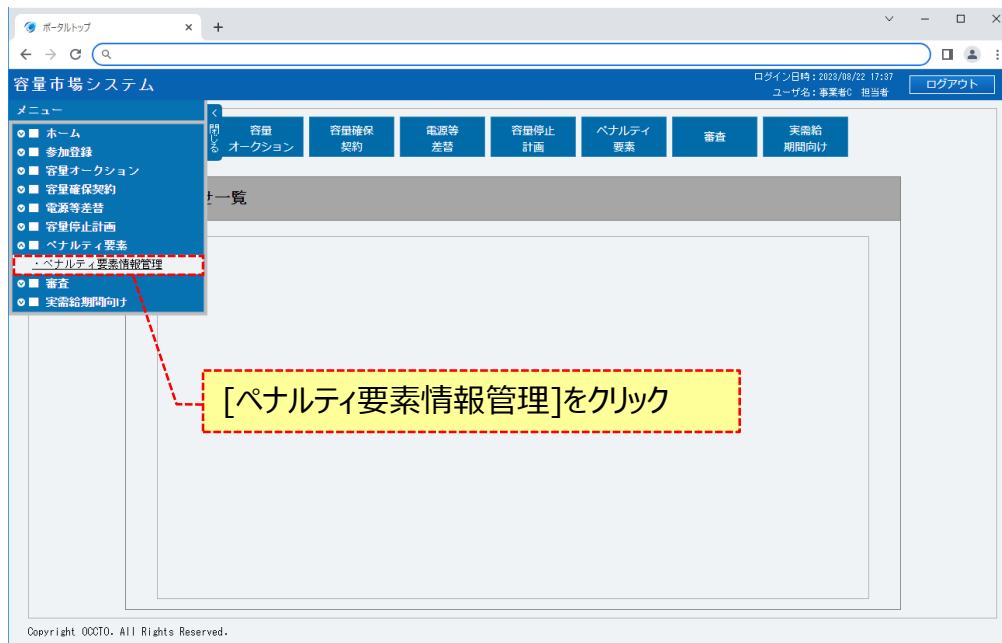 ポータルトップ
容量市場システム
ログイン日時：2023/08/22 17:37
ユーザ名：事業者C 担当者
ログアウト
メニュー
ホーム
参加登録
容量オークション
容量確保契約
電源等差替
容量停止計画
ペナルティ要素
・ペナルティ要素情報管理
審査
実需給期間向け
閉じる
容量
オークション
容量確保
契約
電源等
差替
容量停止
計画
ペナルティ
要素
審査
実需給
期間向け
せ一覧
[ペナルティ要素情報管理]をクリック
Copyright OCCTO. All Rights Reserved.